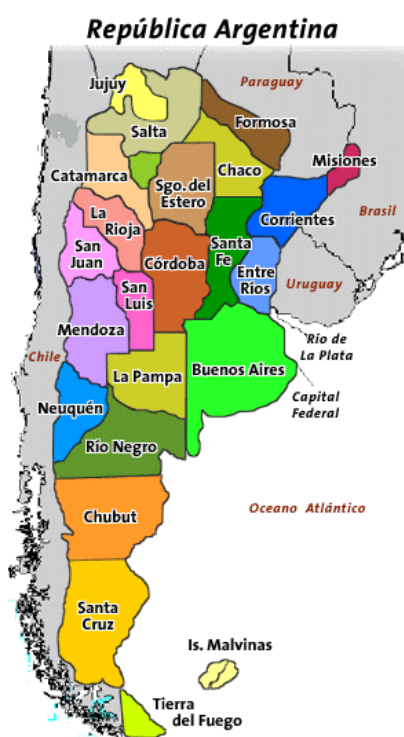 República Argentina
Jujuy
Paraguay
Salta
Formosa
Misiones
Catamarca
Sgo. del
Estero
Chaco
Brasil
La
Rioja
Corrientes
San
Juan
Córdoba
Santa
Fe
Entre
Rios
Uruguay
San
Luis
Mendoza
Río de
La Plata
Chile
La Pampa
Buenos Aires
Capital
Federal
Neuquén
Río Negro
Oceano Atlántico
Chubut
Santa
Cruz
Is. Malvinas
Tierra
del Fuego